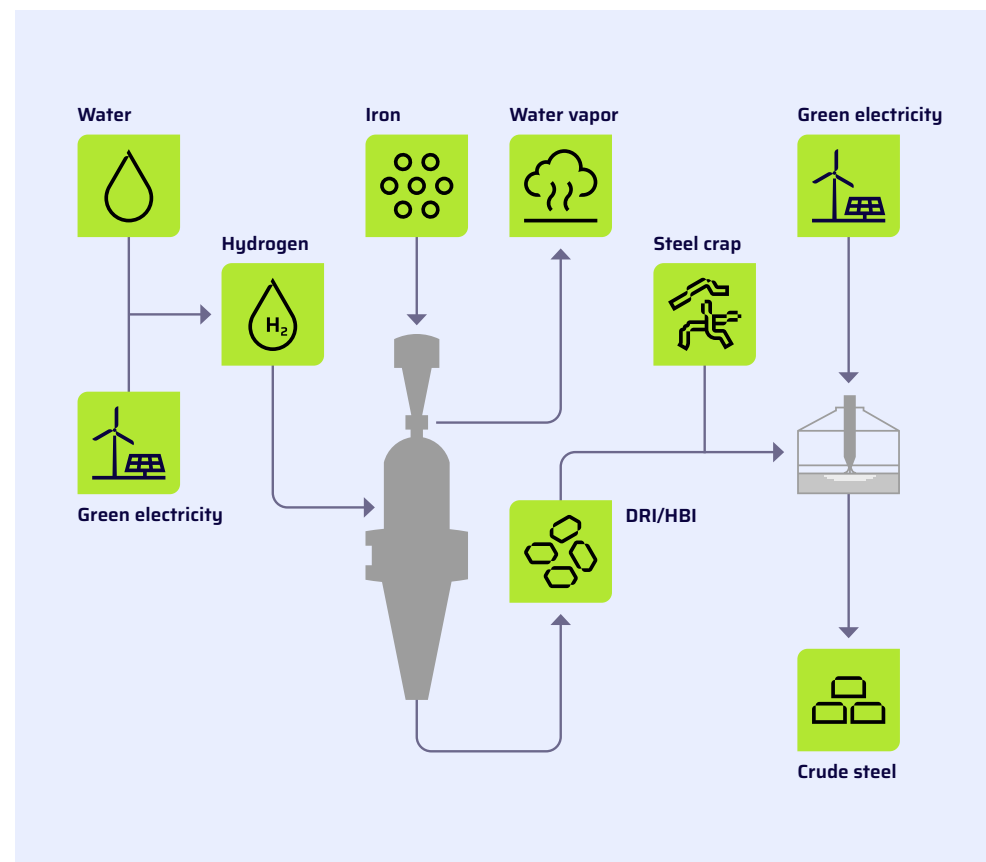 Water
Iron
Water vapor
Green electricity
Hydrogen
Steel crap
H₂
Green electricity
DRI/HBI
Crude steel